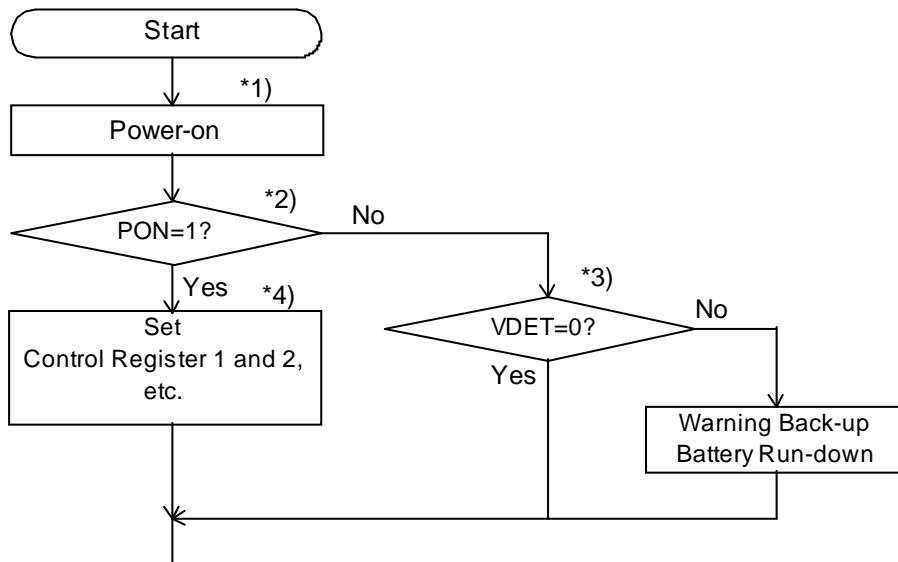 Start
*1)
Power-on
*2)
PON=1?
No
Yes
*4)
Set
Control Register 1 and 2,
etc.
*3)
VDET=0?
No
Yes
Warning Back-up
Battery Run-down